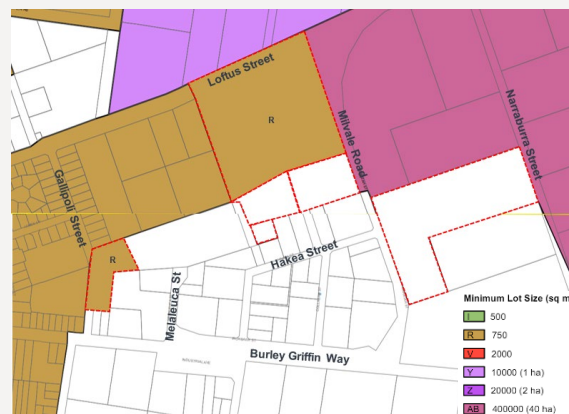 Loftus Street
R
Milvale Road
Narraburra Street
Gallipoli Street
R
Hakea Street
Melaleuca St
Burley Griffin Way
Minimum Lot Size (sq m
I 500
R 750
V 2000
Y 10000 (1 ha)
Z 20000 (2 ha)
AB 400000 (40 ha)